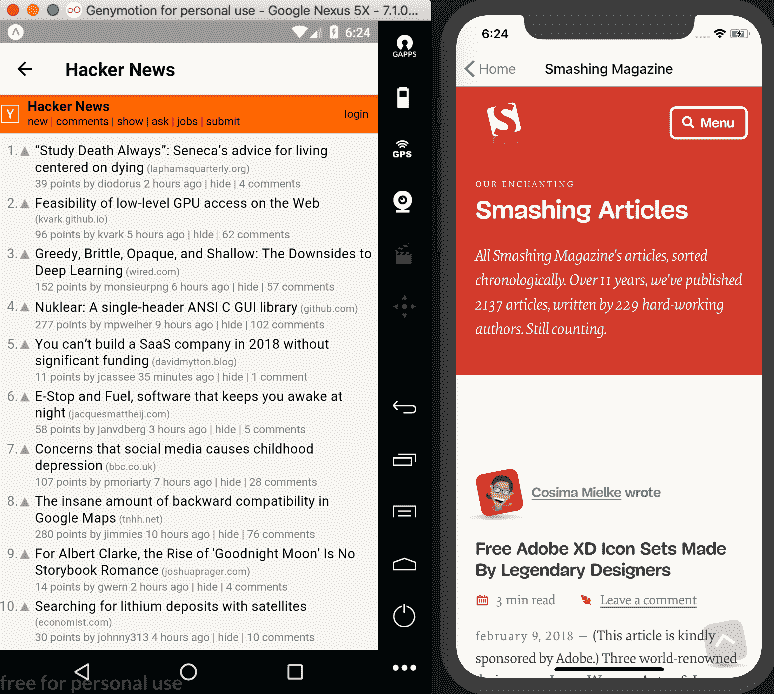 Genymotion for personal use - Google Nexus 5X - 7.1.0...
6:24
Hacker News
Y
Hacker News
new | comments | show | ask | jobs | submit
login
1. “Study Death Always”: Seneca's advice for living
centered on dying (laphamsquarterly.org)
39 points by diodorus 2 hours ago | hide | 4 comments
2. Feasibility of low-level GPU access on the Web
(kvark.github.io)
96 points by kvark 5 hours ago | hide | 62 comments
3. Greedy, Brittle, Opaque, and Shallow: The Downsides to
Deep Learning (wired.com)
152 points by monsieurpng 6 hours ago | hide | 57 comments
4. Nuklear: A single-header ANSI C GUI library (github.com)
277 points by mpweiher 9 hours ago | hide | 102 comments
5. You can't build a SaaS company in 2018 without
significant funding (davidmytton.blog)
11 points by jcassee 35 minutes ago | hide | 1 comment
6. E-Stop and Fuel, software that keeps you awake at
night (jacquesmattheij.com)
58 points by janvdberg 3 hours ago | hide | 5 comments
7. Concerns that social media causes childhood
depression (bbc.co.uk)
107 points by pmoriarty 7 hours ago | hide | 28 comments
8. The insane amount of backward compatibility in
Google Maps (tnhh.net)
280 points by jimmies 10 hours ago | hide | 76 comments
9. For Albert Clarke, the Rise of 'Goodnight Moon' Is No
Storybook Romance (joshuaprager.com)
14 points by gwern 2 hours ago | hide | 4 comments
10. Searching for lithium deposits with satellites
(economist.com)
30 points by johnny313 4 hours ago | hide | 10 comments
free for personal use
GAPPS
GPS
6:24
Home
Smashing Magazine
Menu
OUR ENCHANTING
Smashing Articles
All Smashing Magazine's articles, sorted
chronologically. Over 11 years, we've published
2137 articles, written by 229 hard-working
authors. Still counting.
Cosima Mielke wrote
Free Adobe XD Icon Sets Made
By Legendary Designers
3 min read
Leave a comment
february 9, 2018 — (This article is kindly
sponsored by Adobe.) Three world-renowned